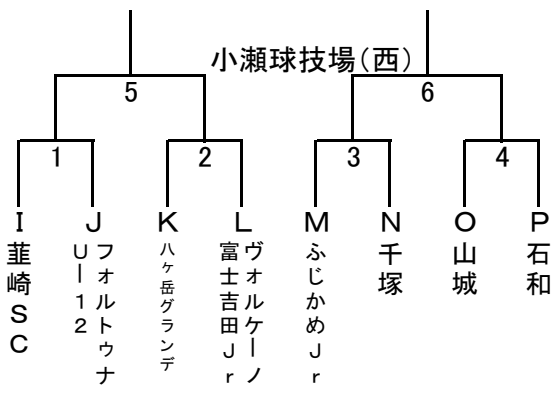 小瀬球技場（西）
5
6
1
2
3
4
I
J
K
L
M
N
O
P
韮崎SC
フォルトゥナ
U－12
八ヶ岳グランデ
ヴォルケーノ
富士吉田Jr
ふじかめJr
千塚
山城
石和